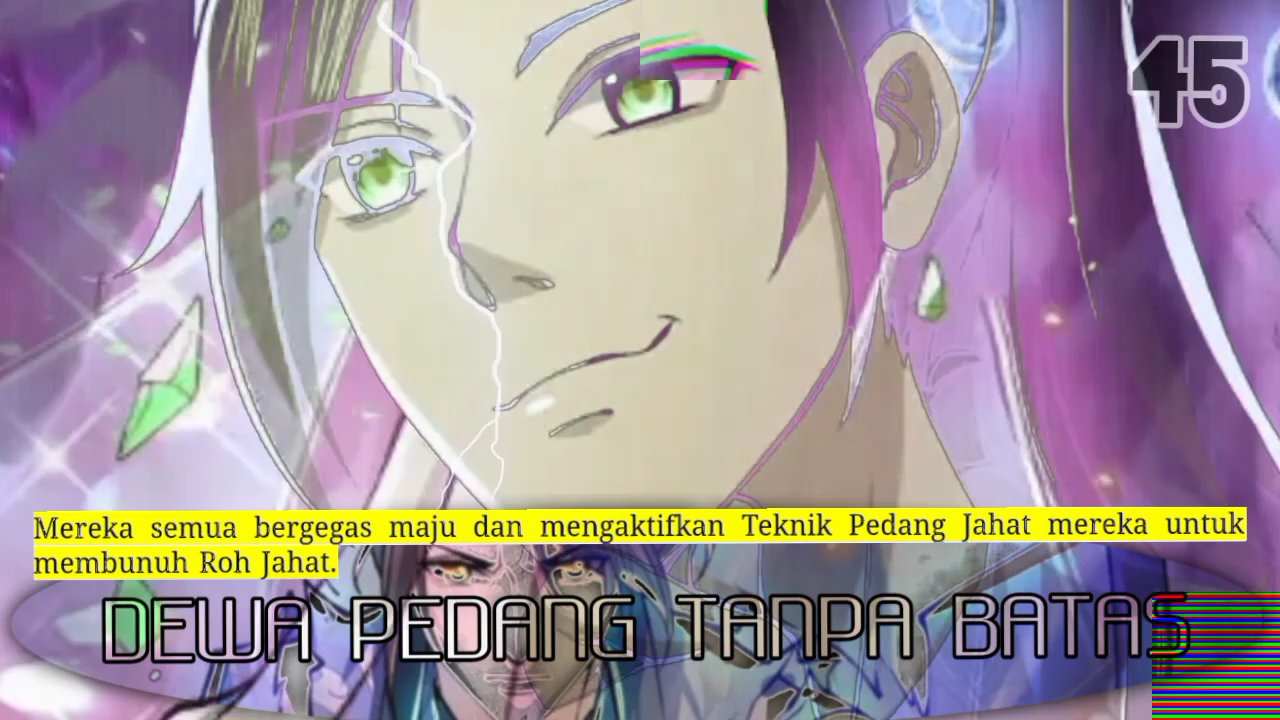 45
Mereka semua bergegas maju dan mengaktifkan Teknik Pedang Jahat mereka untuk
membunuh Roh Jahat.
DEWA PEDANG TANPA BATAS